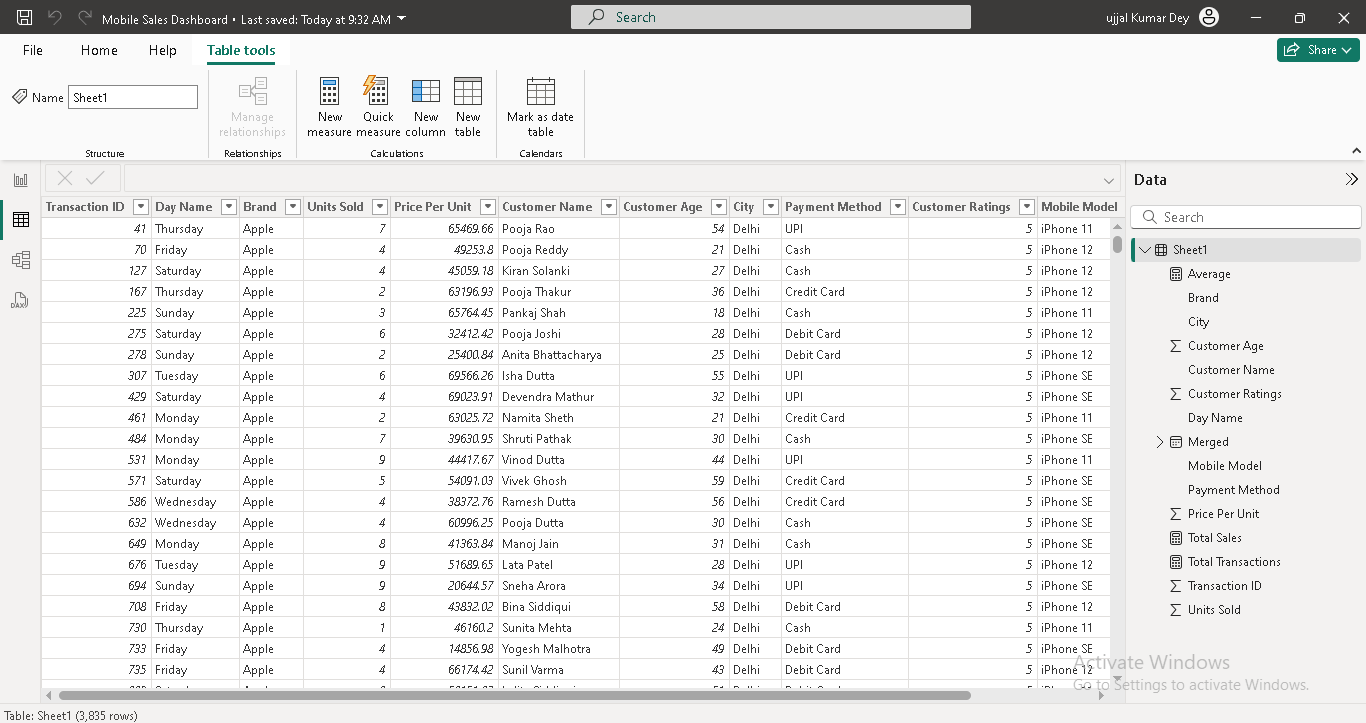 Mobile Sales Dashboard • Last saved: Today at 9:32 AM
Search
ujjal Kumar Dey
File Home Help Table tools
Share
Name Sheet1
Manage relationships
New measure
Quick measure
New column
New table
Mark as date table
Structure Relationships Calculations Calendars
Transaction ID Day Name Brand Units Sold Price Per Unit Customer Name Customer Age City Payment Method Customer Ratings Mobile Model
41 Thursday Apple 7 65469.66 Pooja Rao 54 Delhi UPI 5 iPhone 11
70 Friday Apple 4 49253.8 Pooja Reddy 21 Delhi Cash 5 iPhone 12
127 Saturday Apple 4 45059.18 Kiran Solanki 27 Delhi Cash 5 iPhone 12
167 Thursday Apple 2 63196.93 Pooja Thakur 36 Delhi Credit Card 5 iPhone 12
225 Sunday Apple 3 65764.45 Pankaj Shah 18 Delhi Cash 5 iPhone 11
275 Saturday Apple 6 32412.42 Pooja Joshi 28 Delhi Debit Card 5 iPhone 12
278 Sunday Apple 2 25400.84 Anita Bhattacharya 25 Delhi Debit Card 5 iPhone 12
307 Tuesday Apple 6 69566.26 Isha Dutta 55 Delhi UPI 5 iPhone SE
429 Saturday Apple 4 69023.91 Devendra Mathur 32 Delhi UPI 5 iPhone SE
461 Monday Apple 2 63025.72 Namita Sheth 21 Delhi Credit Card 5 iPhone 11
484 Monday Apple 7 39630.95 Shruti Pathak 30 Delhi Cash 5 iPhone SE
531 Monday Apple 9 44417.67 Vinod Dutta 44 Delhi UPI 5 iPhone 11
571 Saturday Apple 5 54091.03 Vivek Ghosh 59 Delhi Credit Card 5 iPhone SE
586 Wednesday Apple 4 38372.76 Ramesh Dutta 56 Delhi Credit Card 5 iPhone SE
632 Wednesday Apple 4 60996.25 Pooja Dutta 30 Delhi Cash 5 iPhone SE
649 Monday Apple 8 41363.84 Manoj Jain 31 Delhi Cash 5 iPhone SE
676 Tuesday Apple 9 51689.65 Lata Patel 28 Delhi UPI 5 iPhone 12
694 Sunday Apple 9 20644.57 Sneha Arora 34 Delhi UPI 5 iPhone SE
708 Friday Apple 8 43832.02 Bina Siddiqui 58 Delhi Debit Card 5 iPhone 12
730 Thursday Apple 1 46160.2 Sunita Mehta 24 Delhi Cash 5 iPhone 11
733 Friday Apple 4 14856.98 Yogesh Malhotra 49 Delhi Debit Card 5 iPhone SE
735 Friday Apple 4 66174.42 Sunil Varma 43 Delhi Debit Card 5 iPhone 12
Data
Search
Sheet1
Average
Brand
City
Customer Age
Customer Name
Customer Ratings
Day Name
Merged
Mobile Model
Payment Method
Price Per Unit
Total Sales
Total Transactions
Transaction ID
Units Sold
Activate Windows
Go to Settings to activate Windows.
Table: Sheet1 (3,835 rows)